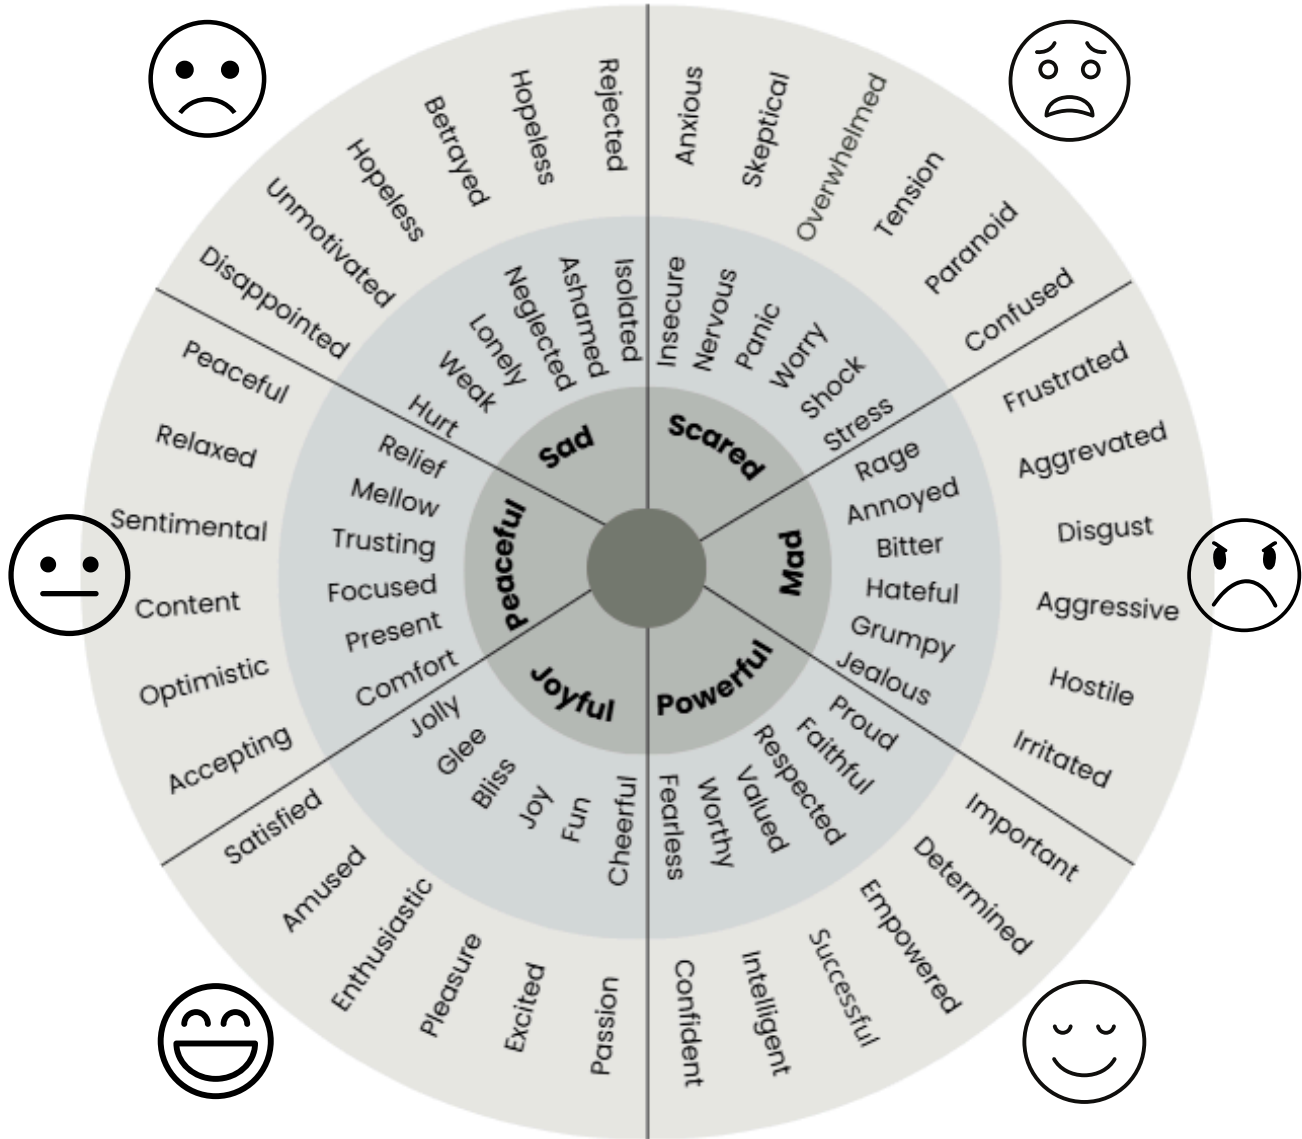 Sad
Scared
Mad
Powerful
Joyful
Peaceful
Isolated
Ashamed
Neglected
Lonely
Weak
Hurt
Rejected
Hopeless
Betrayed
Hopeless
Unmotivated
Disappointed
Insecure
Nervous
Panic
Worry
Shock
Stress
Anxious
Skeptical
Overwhelmed
Tension
Paranoid
Confused
Rage
Annoyed
Bitter
Hateful
Grumpy
Jealous
Frustrated
Aggrevated
Disgust
Aggressive
Hostile
Irritated
Proud
Faithful
Respected
Valued
Worthy
Fearless
Important
Determined
Empowered
Successful
Intelligent
Confident
Cheerful
Fun
Joy
Bliss
Glee
Jolly
Passion
Excited
Pleasure
Enthusiastic
Amused
Satisfied
Comfort
Present
Focused
Trusting
Mellow
Relief
Accepting
Optimistic
Content
Sentimental
Relaxed
Peaceful